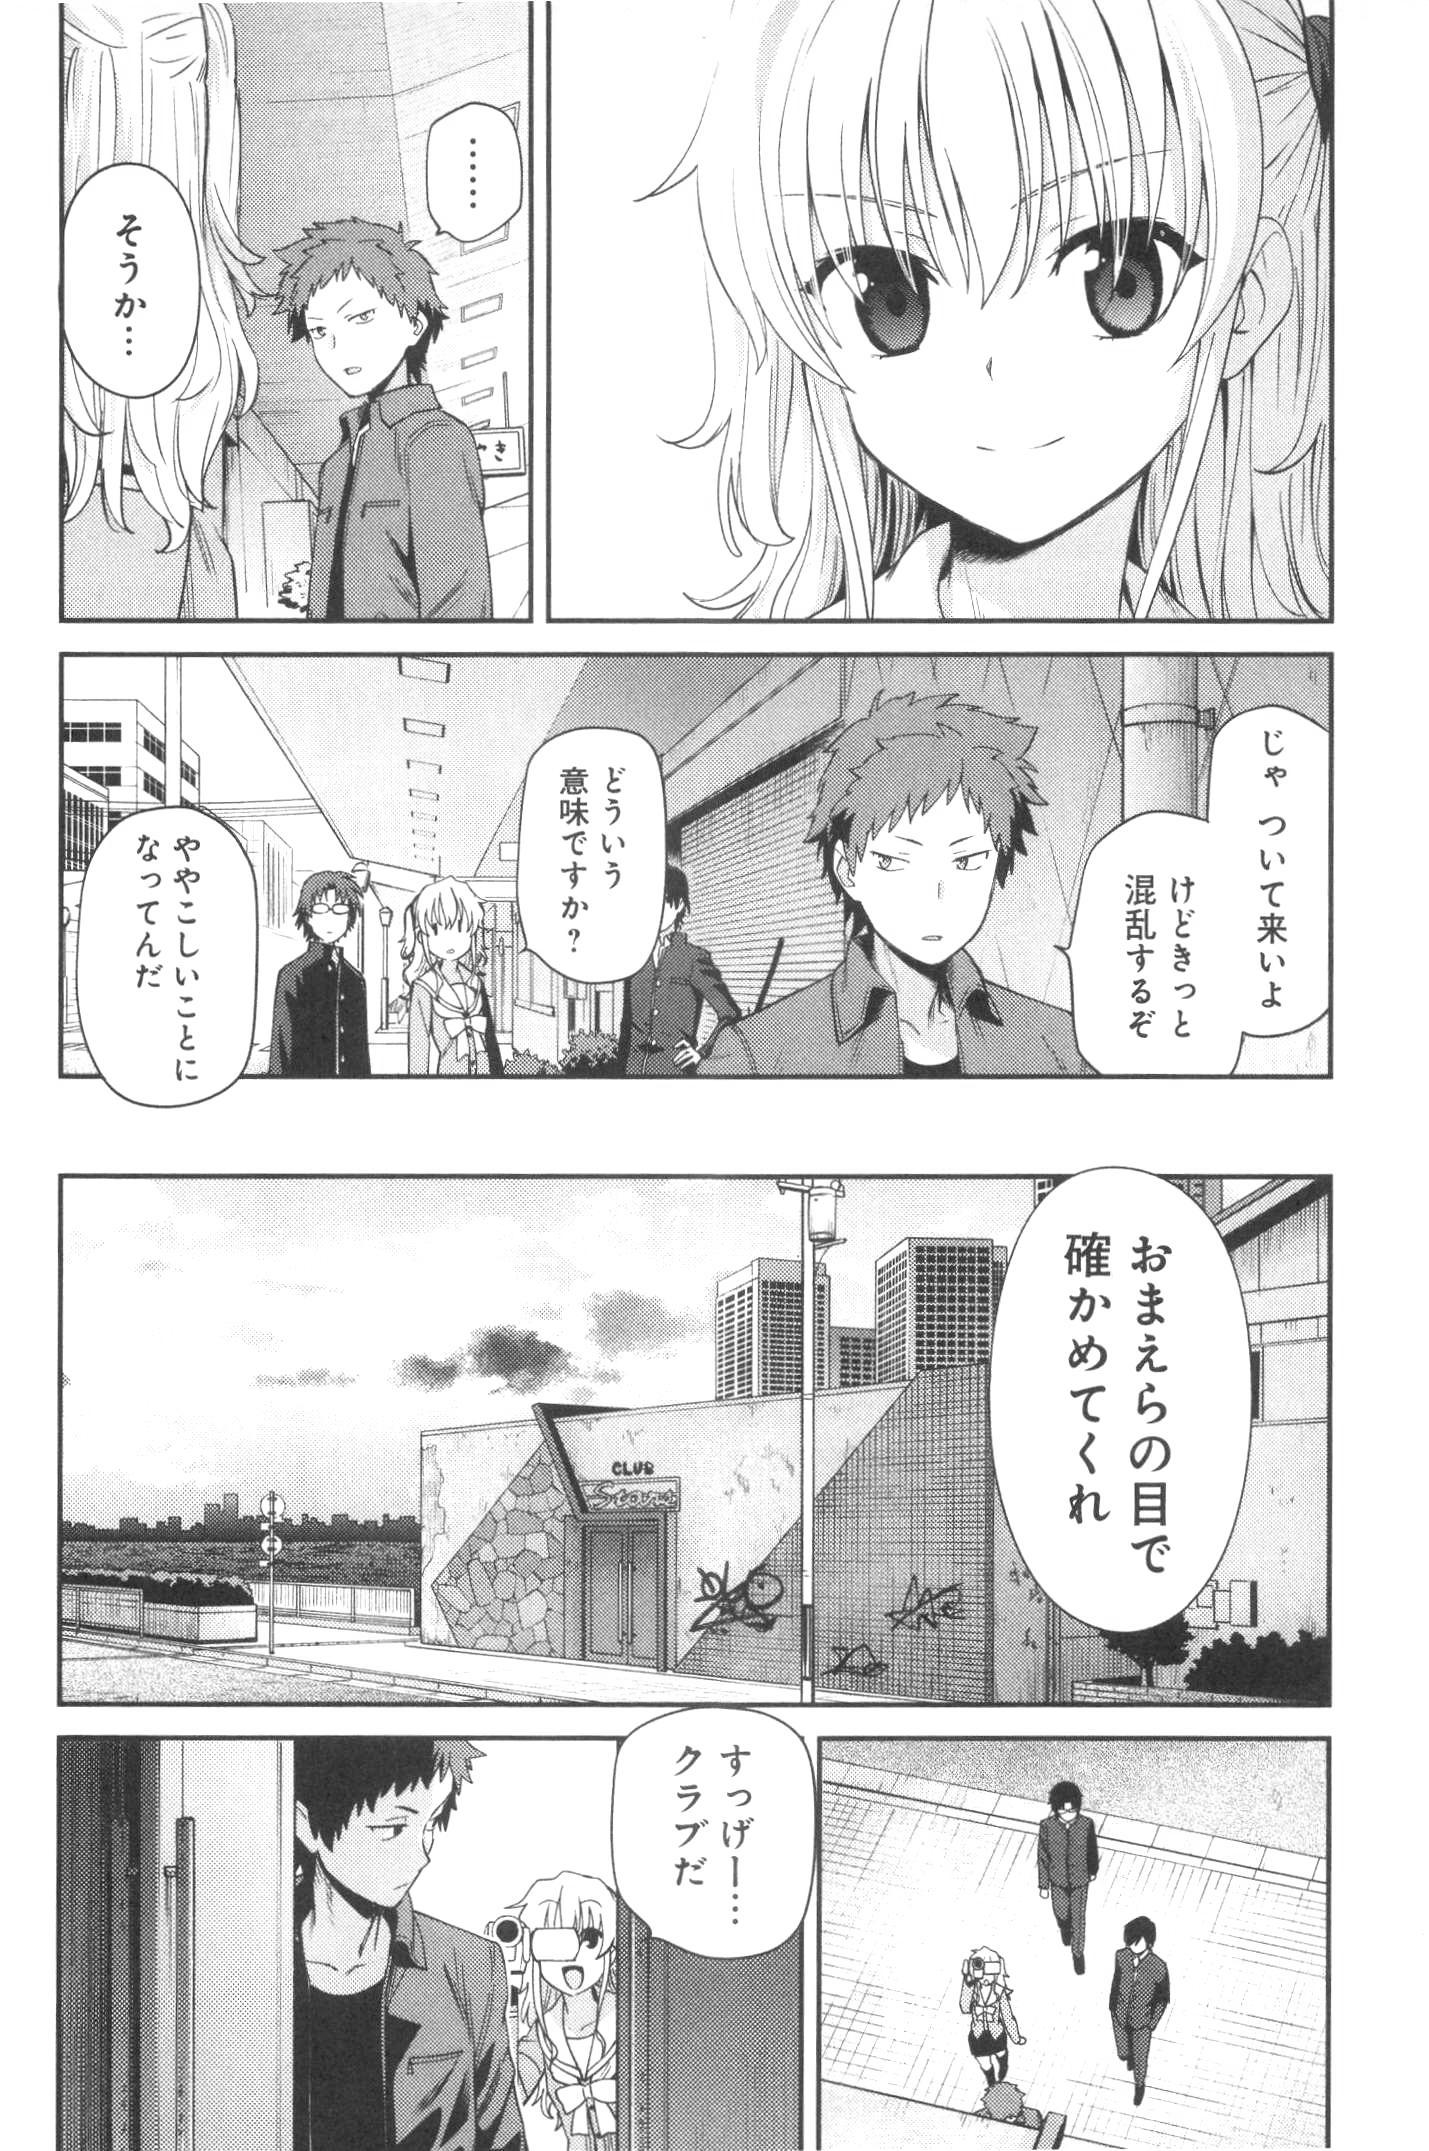 ………
そうか…
じゃ ついて来いよ
けどきっと
混乱するぞ
どういう
意味ですか？
ややこしいことに
なってんだ
おまえらの目で
確かめてくれ
CLUB
すっげー…
クラブだ